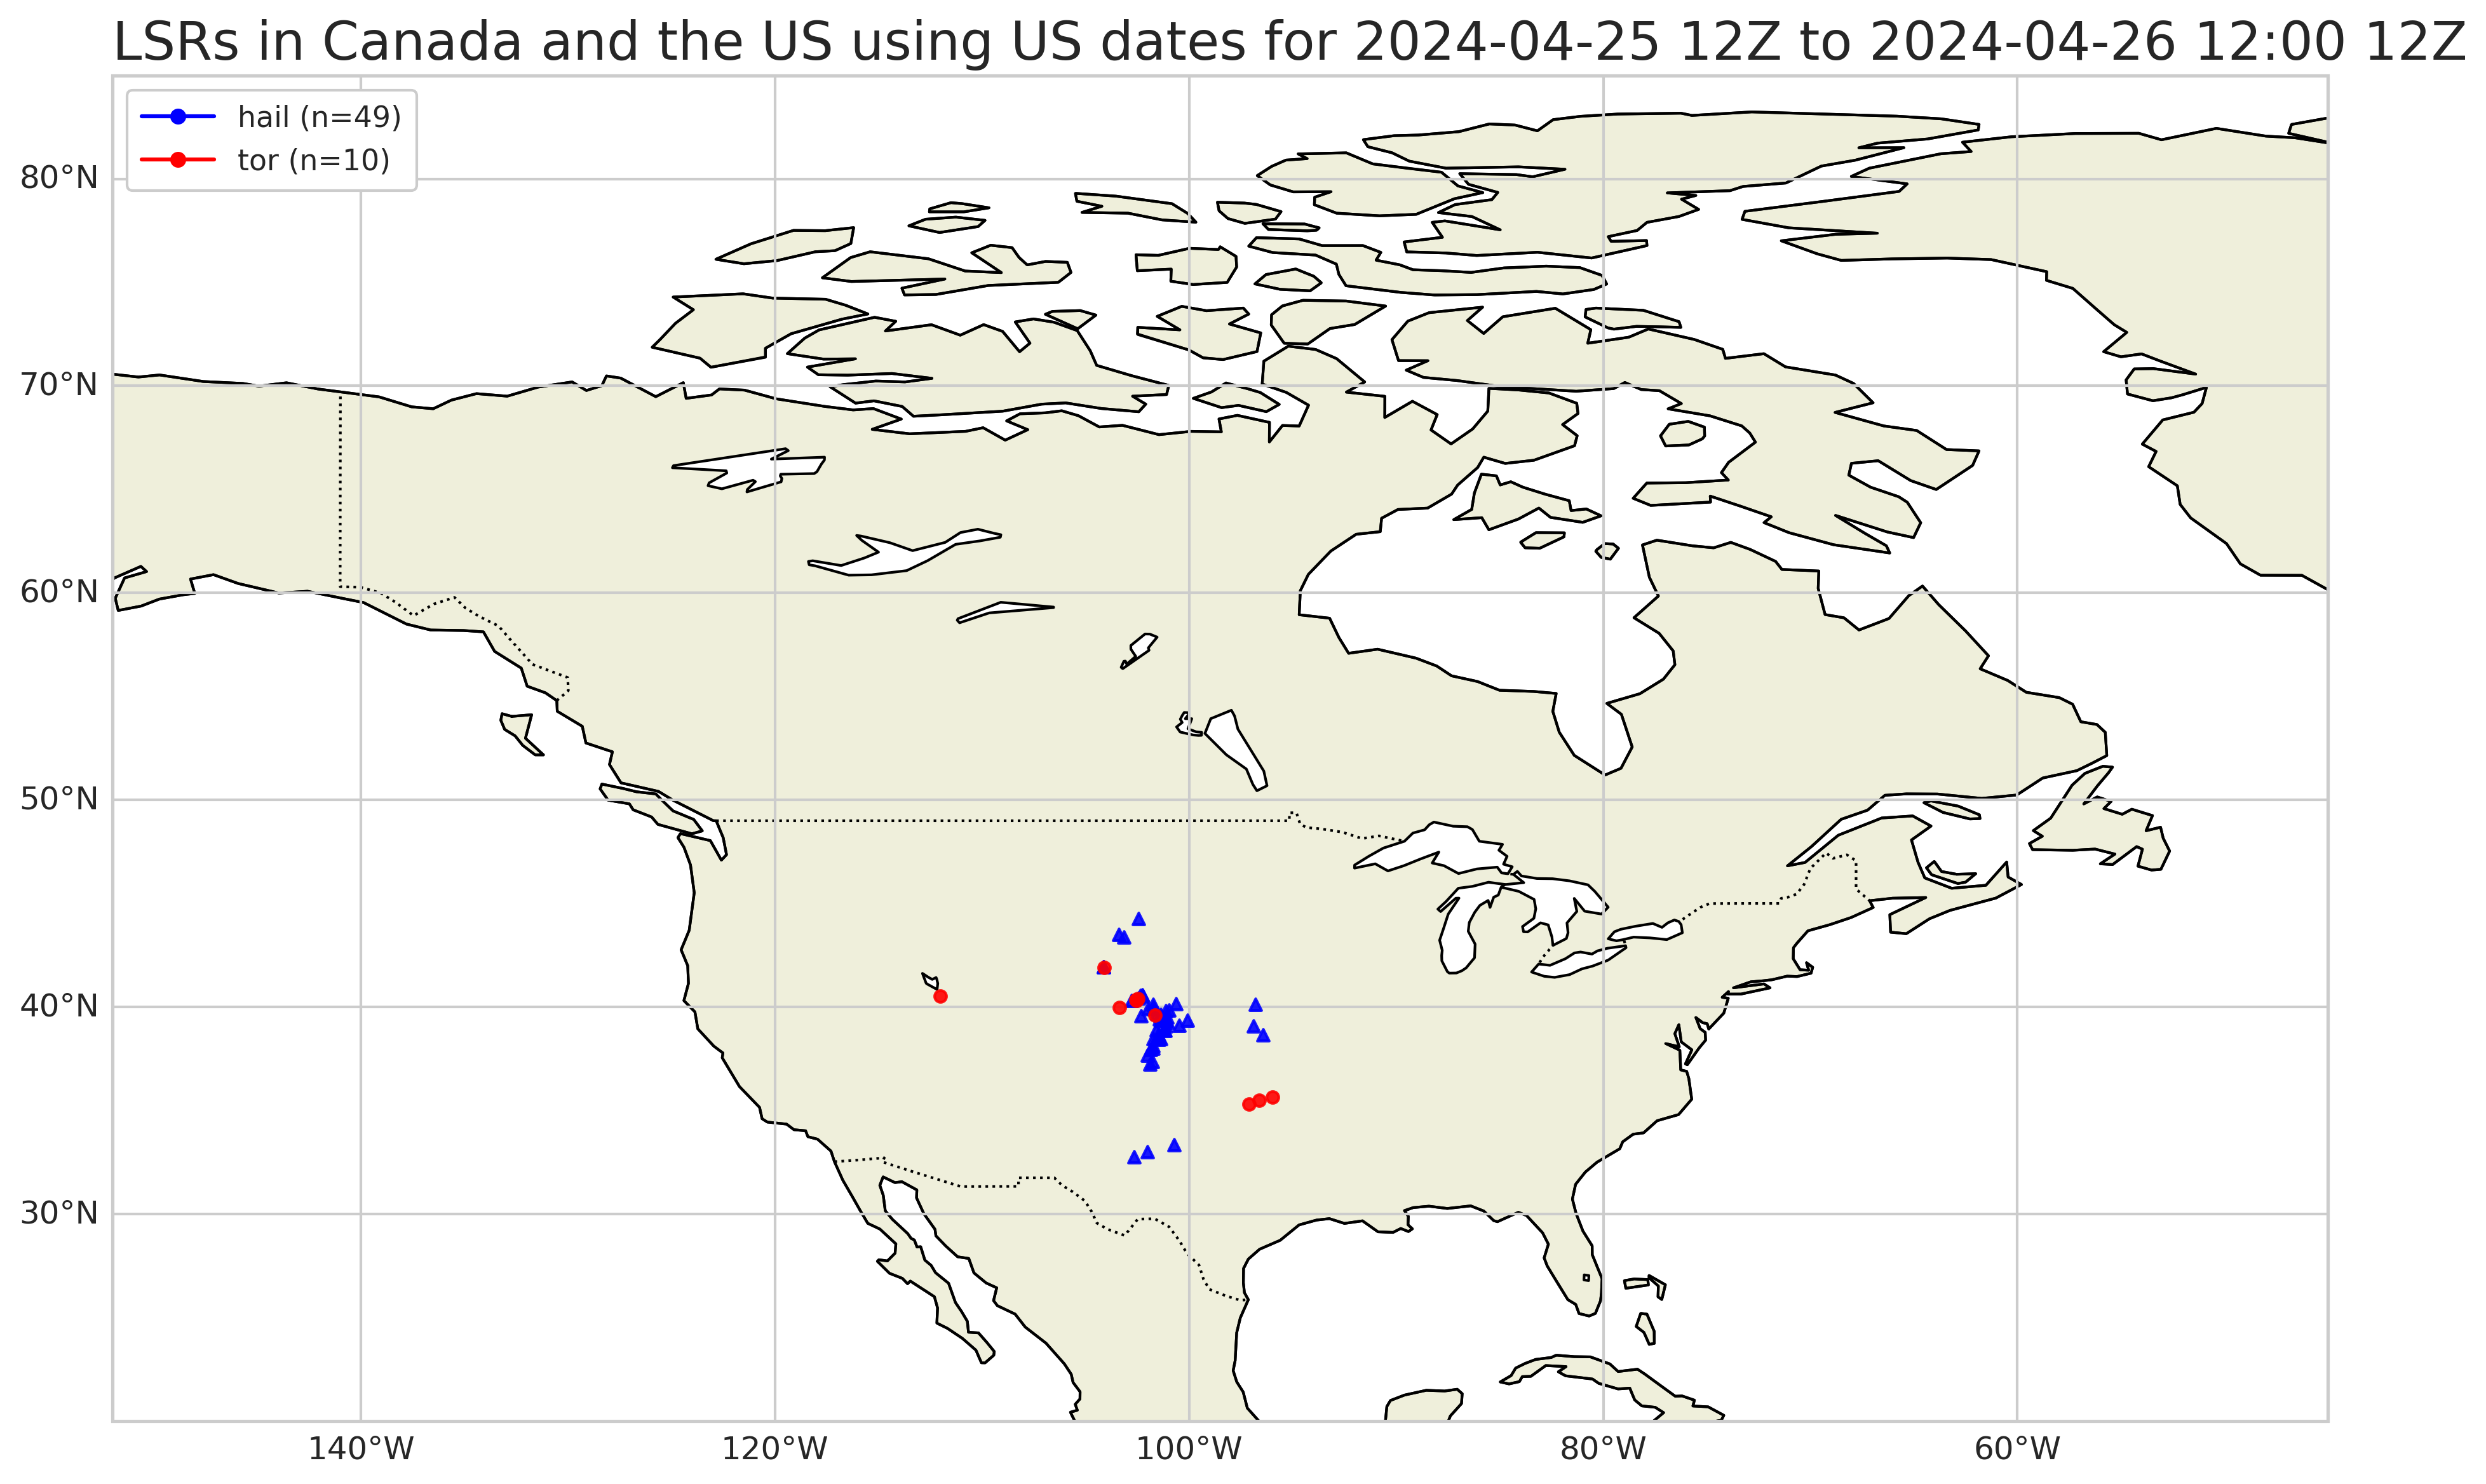 LSRs in Canada and the US using US dates for 2024-04-25 12Z to 2024-04-26 12:00 12Z
hail (n=49)
tor (n=10)
80°N
70°N
60°N
50°N
40°N
30°N
140°W
120°W
100°W
80°W
60°W